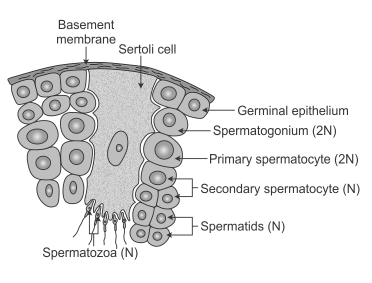 Basement
membrane
Sertoli cell
Germinal epithelium
Spermatogonium (2N)
Primary spermatocyte (2N)
Secondary spermatocyte (N)
Spermatids (N)
Spermatozoa (N)